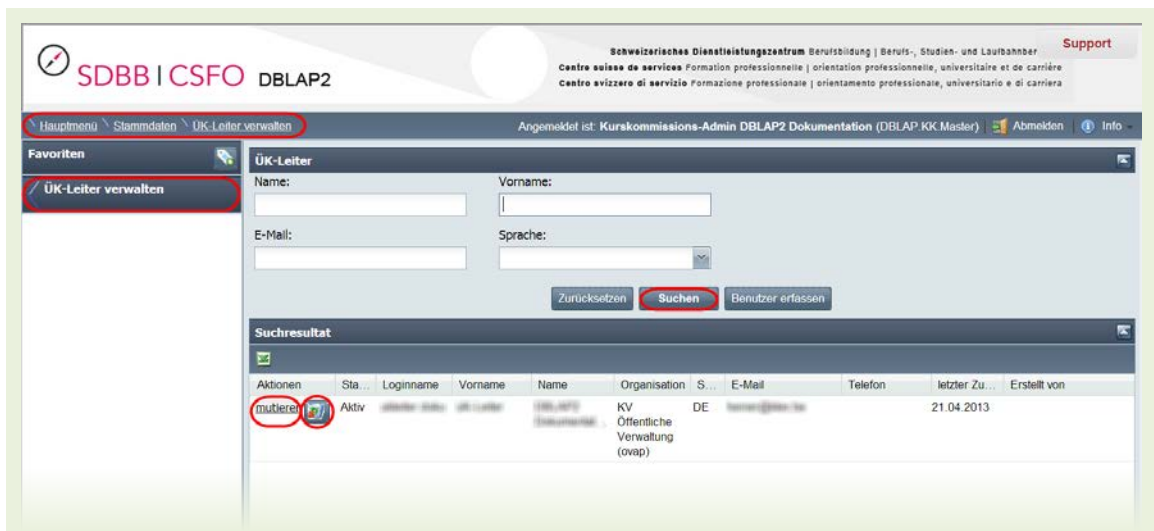 Support
Schweizerisches Dienstleistungszentrum Berufsbildung | Berufs-, Studien- und Laufbahnber
Centre suisse de services Formation professionnelle | orientation professionnelle, universitaire et de carrière
Centro svizzero di servizio Formazione professionale | orientamento professionale, universitario e di carriera
SDBB | CSFO DBLAP2
\ Hauptmenü \ Stammdaten \ ÜK-Leiter verwalten
Angemeldet ist: Kurskommissions-Admin DBLAP2 Dokumentation (DBLAP.KK.Master) Abmelden Info
Favoriten
ÜK-Leiter verwalten
ÜK-Leiter
Name: Vorname:
E-Mail: Sprache:
Zurücksetzen Suchen Benutzer erfassen
Suchresultat
Aktionen Sta... Loginname Vorname Name Organisation S... E-Mail Telefon letzter Zu... Erstellt von
mutieren Aktiv KV DE 21.04.2013
Öffentliche
Verwaltung
(ovap)